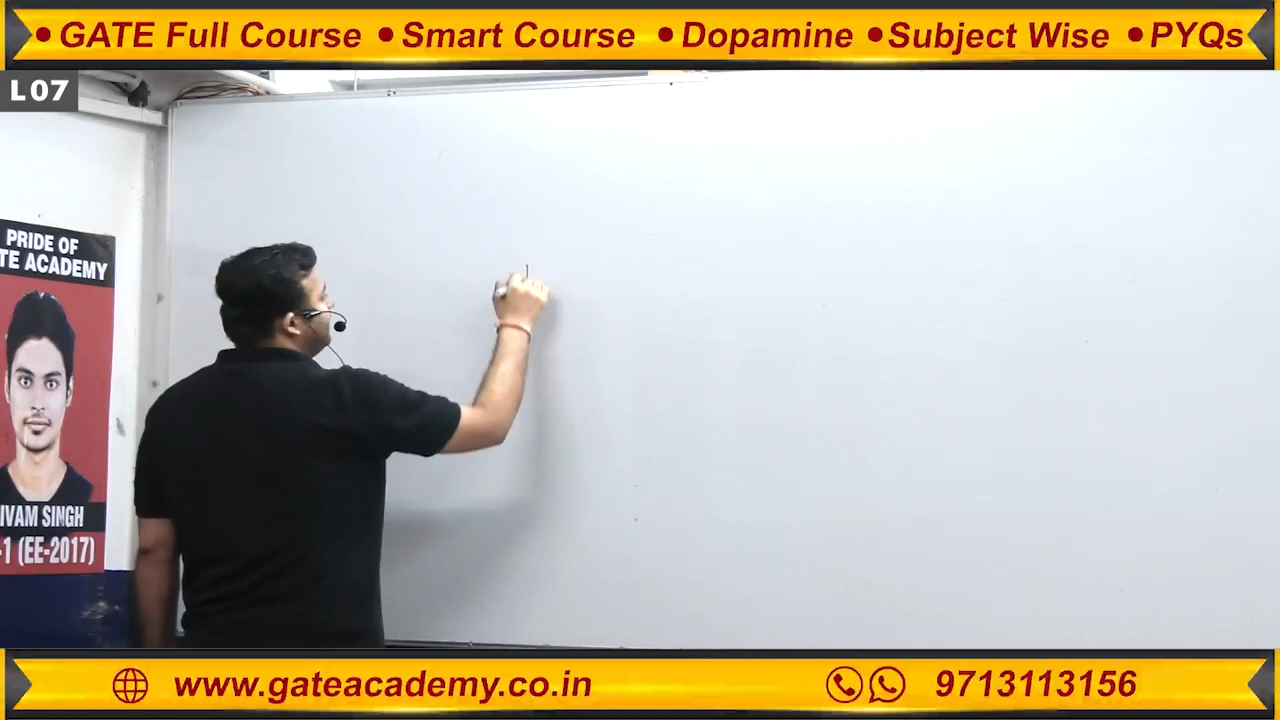 • GATE Full Course • Smart Course • Dopamine • Subject Wise • PYQs
L07
PRIDE OF
TE ACADEMY
IVAM SINGH
-1 (EE-2017)
www.gateacademy.co.in 9713113156